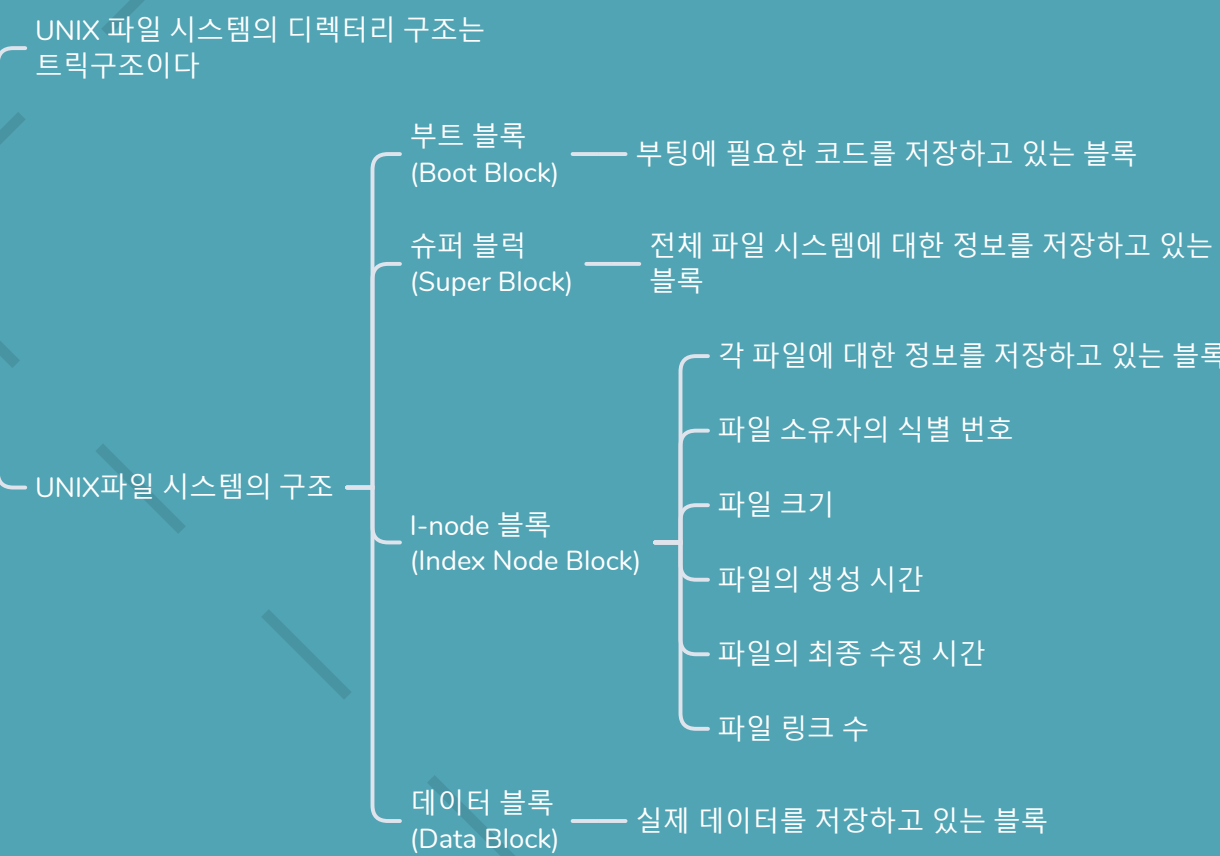 UNIX 파일 시스템의 디렉터리 구조는
트릭구조이다
부트 블록
(Boot Block)
부팅에 필요한 코드를 저장하고 있는 블록
슈퍼 블럭
(Super Block)
전체 파일 시스템에 대한 정보를 저장하고 있는
블록
UNIX파일 시스템의 구조
I-node 블록
(Index Node Block)
각 파일에 대한 정보를 저장하고 있는 블록
파일 소유자의 식별 번호
파일 크기
파일의 생성 시간
파일의 최종 수정 시간
파일 링크 수
데이터 블록
(Data Block)
실제 데이터를 저장하고 있는 블록